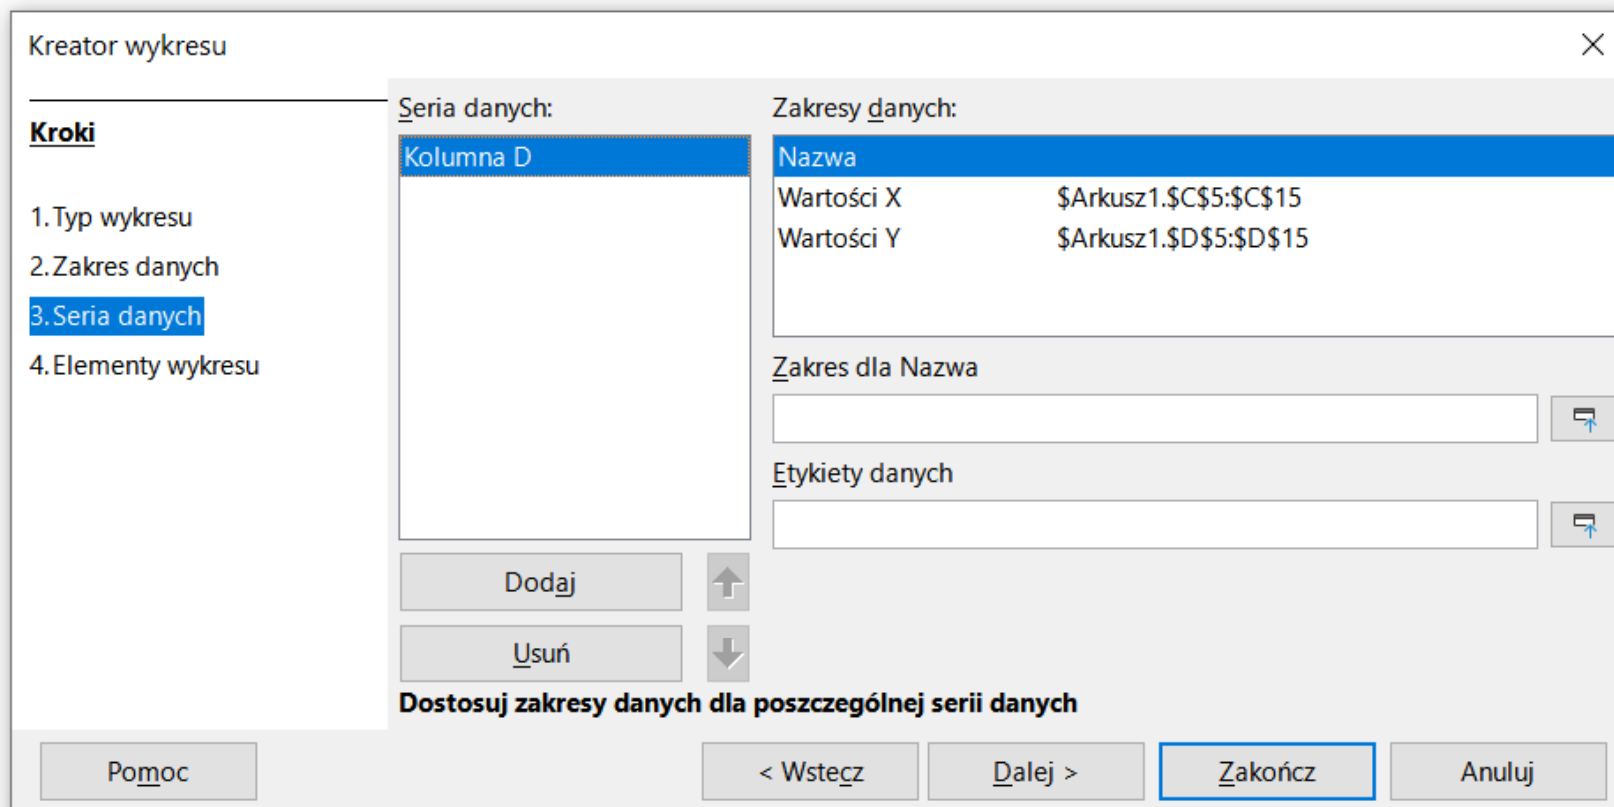 Kreator wykresu
Kroki
1. Typ wykresu
2. Zakres danych
3. Seria danych
4. Elementy wykresu
Seria danych:
Kolumna D
Dodaj
Usuń
Zakresy danych:
Nazwa
Wartości X $Arkusz1.$C$5:$C$15
Wartości Y $Arkusz1.$D$5:$D$15
Zakres dla Nazwa
Etykiety danych
Dostosuj zakresy danych dla poszczególnej serii danych
Pomoc
< Wstecz
Dalej >
Zakończ
Anuluj